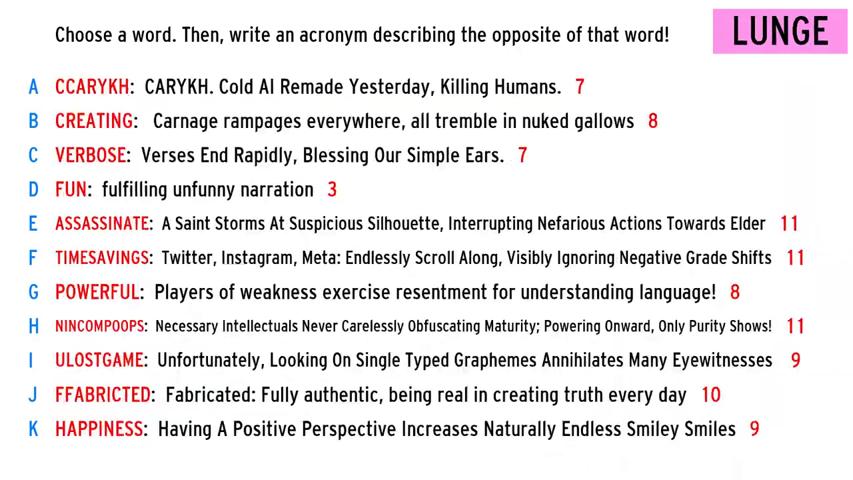 Choose a word. Then, write an acronym describing the opposite of that word!
LUNGE
A CCARYKH: CARYKH. Cold AI Remade Yesterday, Killing Humans. 7
B CREATING: Carnage rampages everywhere, all tremble in nuked gallows 8
C VERBOSE: Verses End Rapidly, Blessing Our Simple Ears. 7
D FUN: fulfilling unfunny narration 3
E ASSASSINATE: A Saint Storms At Suspicious Silhouette, Interrupting Nefarious Actions Towards Elder 11
F TIMESAVINGS: Twitter, Instagram, Meta: Endlessly Scroll Along, Visibly Ignoring Negative Grade Shifts 11
G POWERFUL: Players of weakness exercise resentment for understanding language! 8
H NINCOMPOOPS: Necessary Intellectuals Never Carelessly Obfuscating Maturity; Powering Onward, Only Purity Shows! 11
I ULOSTGAME: Unfortunately, Looking On Single Typed Graphemes Annihilates Many Eyewitnesses 9
J FFABRICTED: Fabricated: Fully authentic, being real in creating truth every day 10
K HAPPINESS: Having A Positive Perspective Increases Naturally Endless Smiley Smiles 9